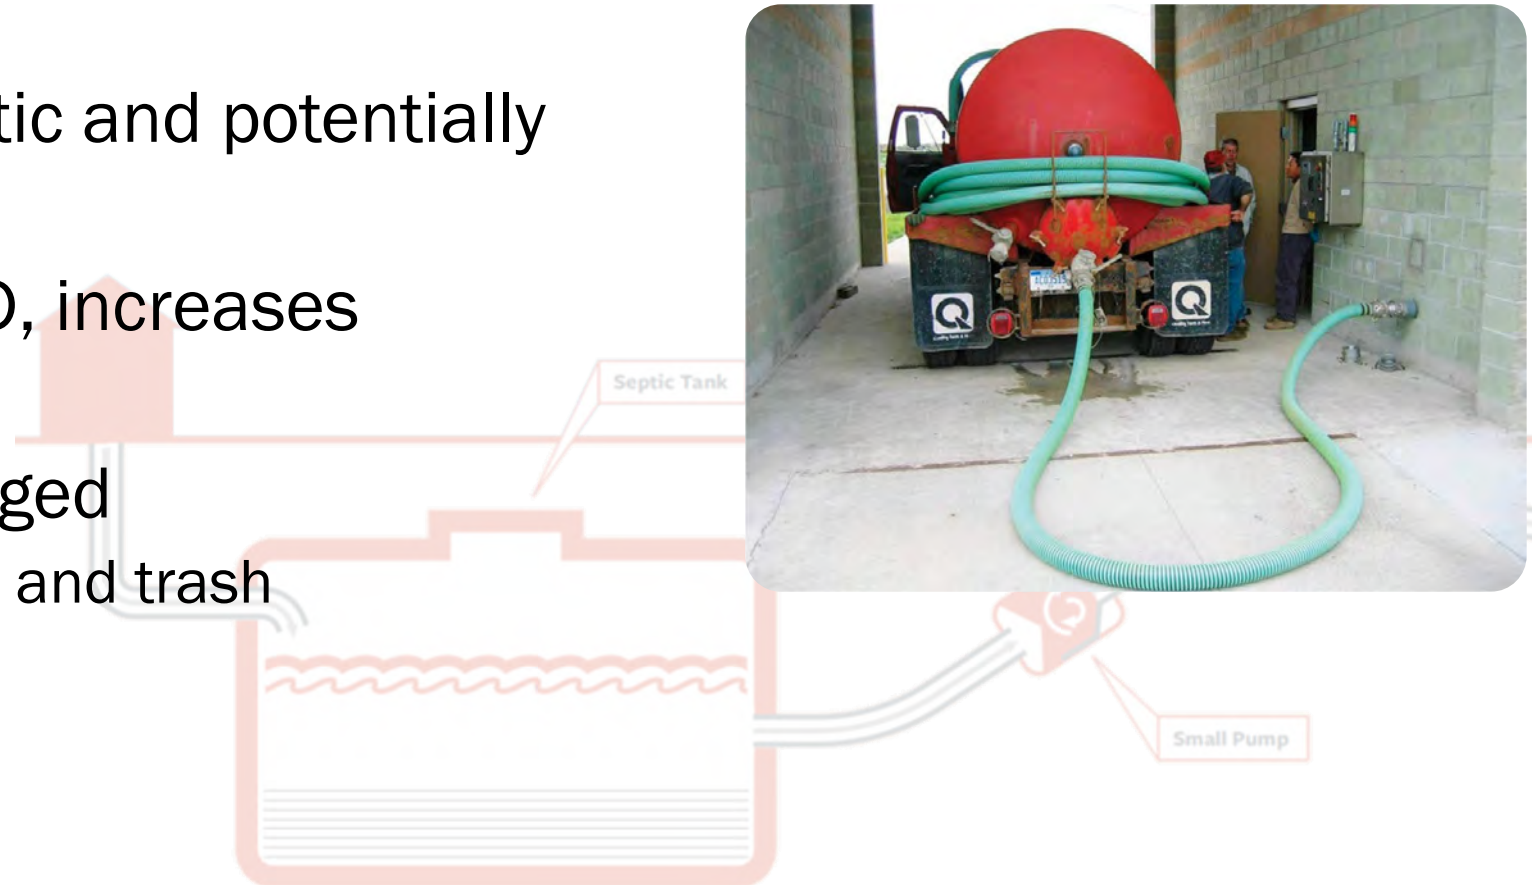 tic and potentially
, increases
ged
and trash
Septic Tank
Small Pump
Q
Q